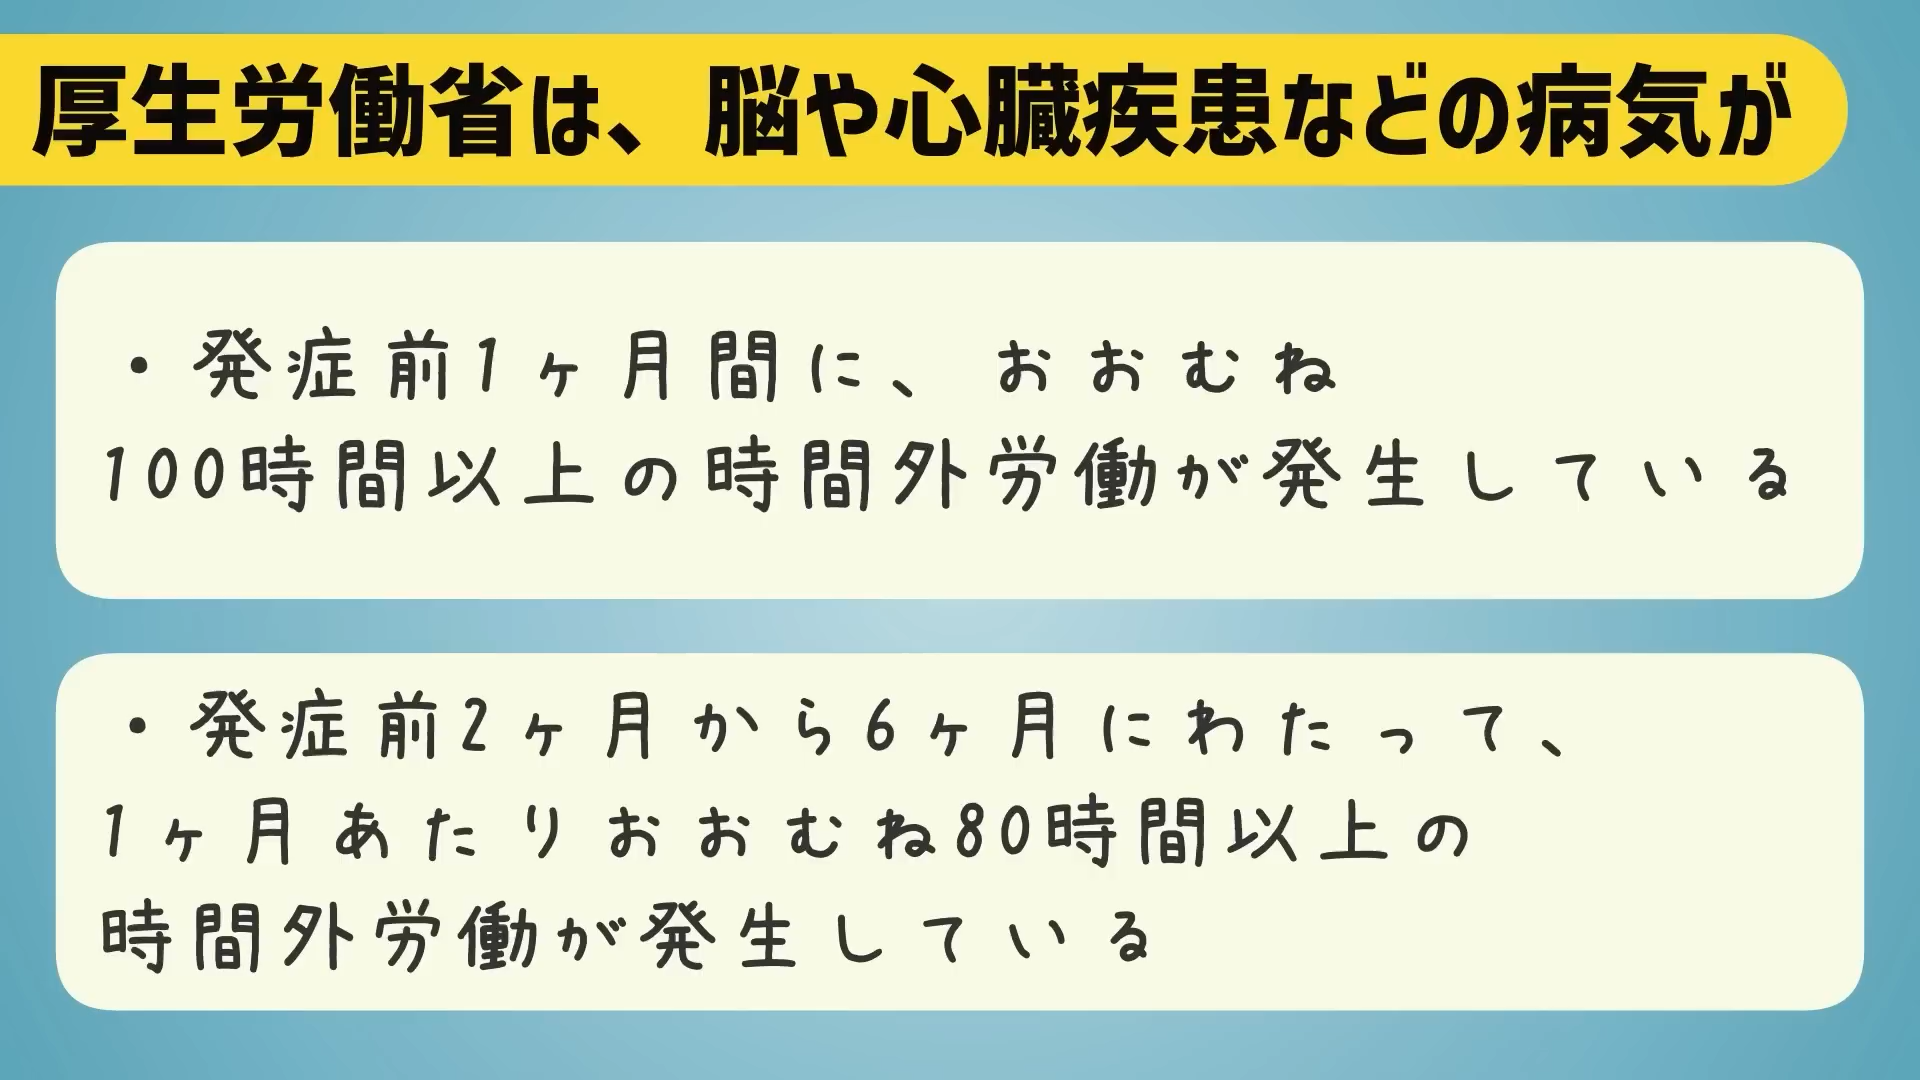 厚生労働省は、脳や心臓疾患などの病気が
・発症前1ヶ月間に、おおむね
100時間以上の時間外労働が発生している
・発症前2ヶ月から6ヶ月にわたって、
1ヶ月あたりおおむね80時間以上の
時間外労働が発生している